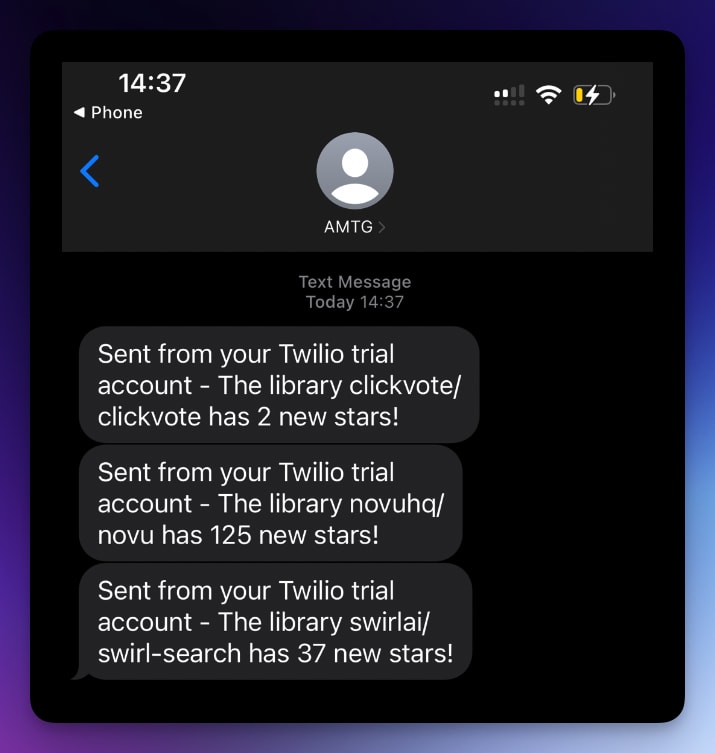 14:37
◀ Phone
AMTG >
Text Message
Today 14:37
Sent from your Twilio trial
account - The library clickvote/
clickvote has 2 new stars!
Sent from your Twilio trial
account - The library novuhq/
novu has 125 new stars!
Sent from your Twilio trial
account - The library swirlai/
swirl-search has 37 new stars!